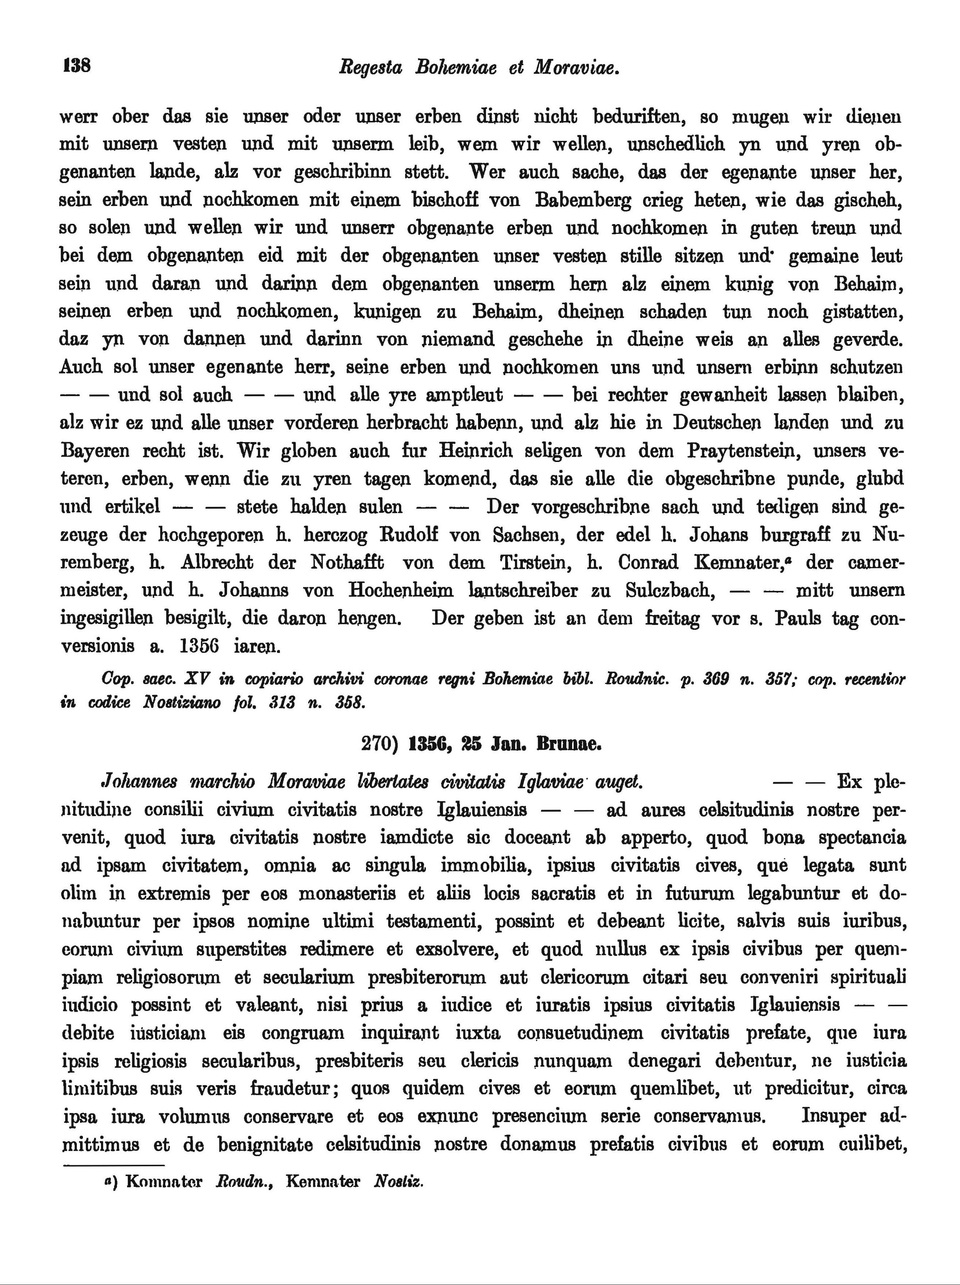 138 Regesta Bohemiae et Moraviae.
werr ober das sie unser oder unser erben dinst nicht beduriften, so mugen wir dienen
mit unsern vesten und mit unserm leib, wem wir wellen, unschedlich yn und yren ob-
genanten lande, alz vor geschribinn stett. Wer auch sache, das der egenante unser her,
sein erben und nochkomen mit einem bischoff von Babemberg crieg heten, wie das gischeh,
so solen und wellen wir und unserr obgenante erben und nochkomen in guten treun und
bei dem obgenanten eid mit der obgenanten unser vesten stille sitzen und gemaine leut
sein und daran und darinn dem obgenanten unserm hern alz einem kunig von Behaim,
seinen erben und nochkomen, kunigen zu Behaim, dheinen schaden tun noch gistatten,
daz yn von dannen und darinn von niemand geschehe in dheine weis an alles geverde.
Auch sol unser egenante herr, seine erben und nochkomen uns und unsern erbinn schutzen
— — und sol auch — — und alle yre amptleut — — bei rechter gewanheit lassen blaiben,
alz wir ez und alle unser vorderen herbracht habenn, und alz hie in Deutschen landen und zu
Bayeren recht ist. Wir globen auch fur Heinrich seligen von dem Praytenstein, unsers ve-
teren, erben, wenn die zu yren tagen komend, das sie alle die obgeschribne punde, glubd
und ertikel — — stete halden sulen — — Der vorgeschribne sach und tedigen sind ge-
zeuge der hochgeporen h. herczog Rudolf von Sachsen, der edel h. Johans burgraff zu Nu-
remberg, h. Albrecht der Nothafft von dem Tirstein, h. Conrad Kemnater,ᵃ der camer-
meister, und h. Johanns von Hochenheim lantschreiber zu Sulczbach, — — mitt unsern
ingesigillen besigilt, die daron hengen. Der geben ist an dem freitag vor s. Pauls tag con-
versionis a. 1356 iaren.
Cop. saec. XV in copiario archivi coronae regni Bohemiae bibl. Roudnic. p. 369 n. 357; cop. recentior
in codice Nostiziano fol. 313 n. 358.
270) 1356, 25 Jan. Brunae.
Johannes marchio Moraviae libertates civitatis Iglaviae auget. — — Ex ple-
nitudine consilii civium civitatis nostre Iglauiensis — — ad aures celsitudinis nostre per-
venit, quod iura civitatis nostre iamdicte sic doceant ab apperto, quod bona spectancia
ad ipsam civitatem, omnia ac singula immobilia, ipsius civitatis cives, que legata sunt
olim in extremis per eos monasteriis et aliis locis sacratis et in futurum legabuntur et do-
nabuntur per ipsos nomine ultimi testamenti, possint et debeant licite, salvis suis iuribus,
eorum civium superstites redimere et exsolvere, et quod nullus ex ipsis civibus per quem-
piam religiosorum et secularium presbiterorum aut clericorum citari seu conveniri spirituali
iudicio possint et valeant, nisi prius a iudice et iuratis ipsius civitatis Iglauiensis — —
debite iusticiam eis congruam inquirant iuxta consuetudinem civitatis prefate, que iura
ipsis religiosis secularibus, presbiteris seu clericis nunquam denegari debentur, ne iusticia
limitibus suis veris fraudetur; quos quidem cives et eorum quemlibet, ut predicitur, circa
ipsa iura volumus conservare et eos exnunc presencium serie conservamus. Insuper ad-
mittimus et de benignitate celsitudinis nostre donamus prefatis civibus et eorum cuilibet,
ᵃ) Komnater Roudn., Kemnater Nostiz.